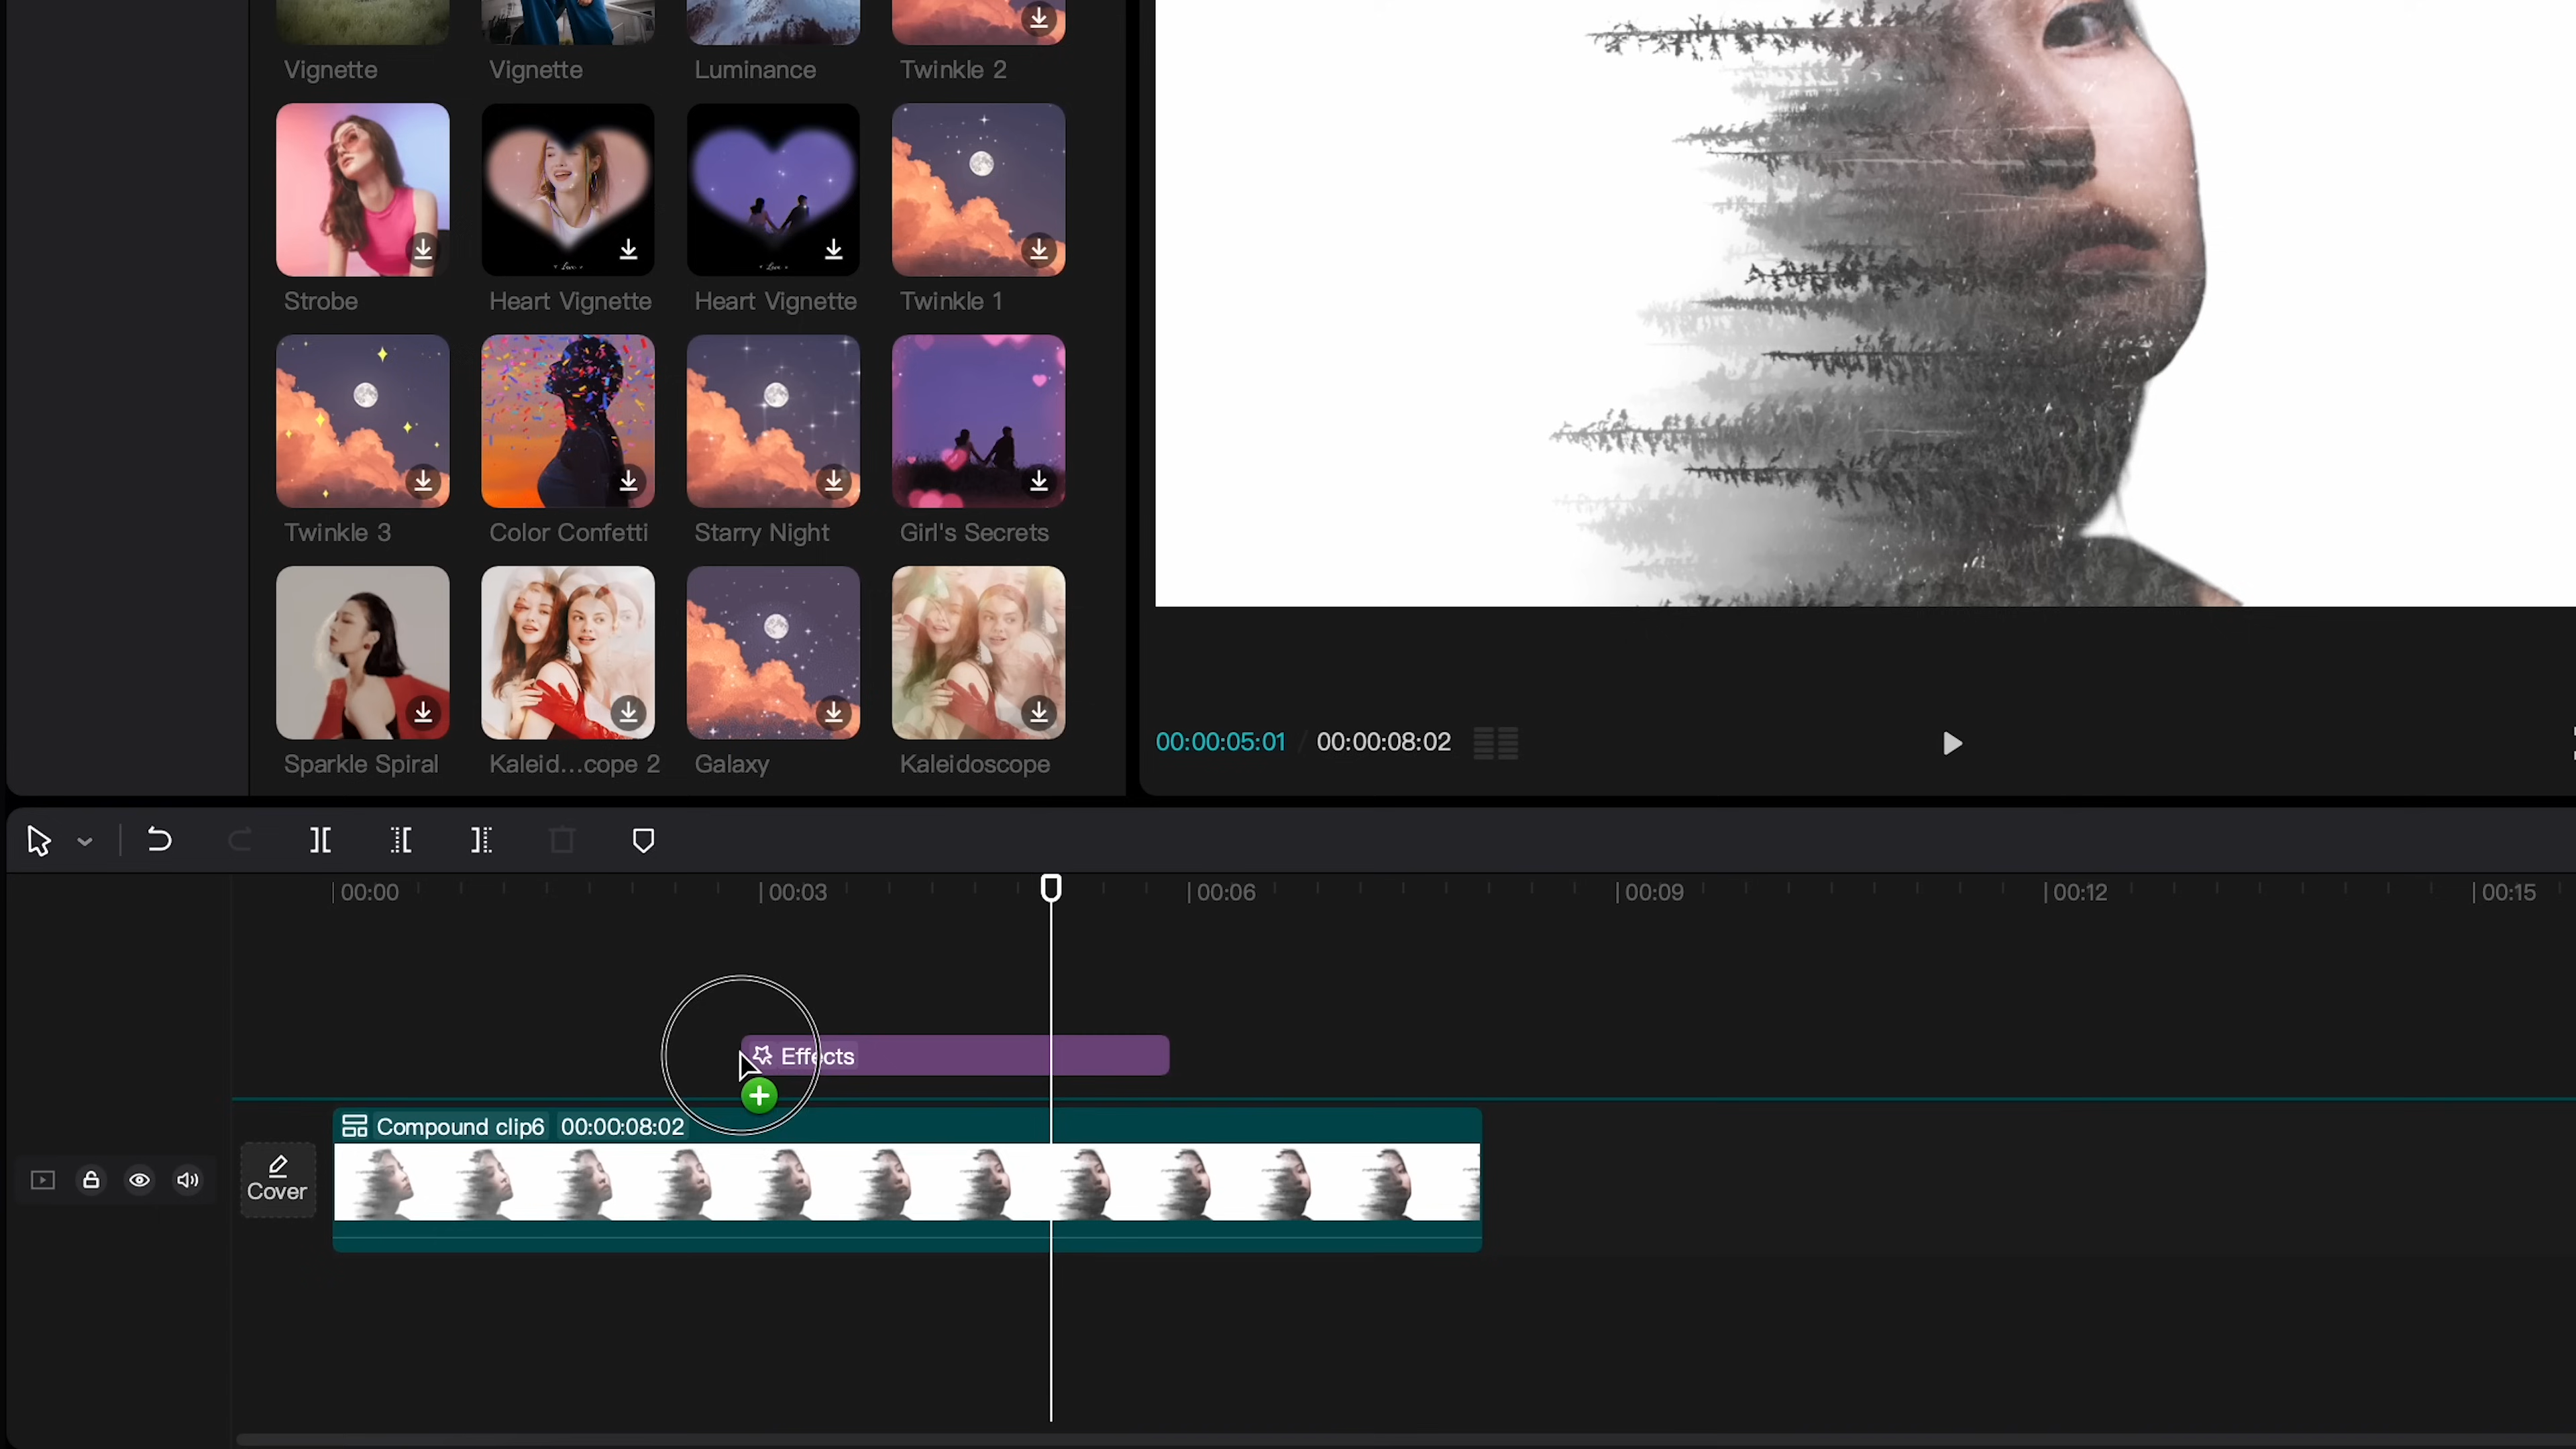 Vignette
Vignette
Luminance
Twinkle 2
Strobe
Heart Vignette
Heart Vignette
Twinkle 1
Love
Love
Twinkle 3
Color Confetti
Starry Night
Girl's Secrets
Sparkle Spiral
Kaleid...cope 2
Galaxy
Kaleidoscope
00:00:05:01 / 00:00:08:02
00:00
00:03
00:06
00:09
00:12
00:15
Effects
Compound clip6 00:00:08:02
Cover